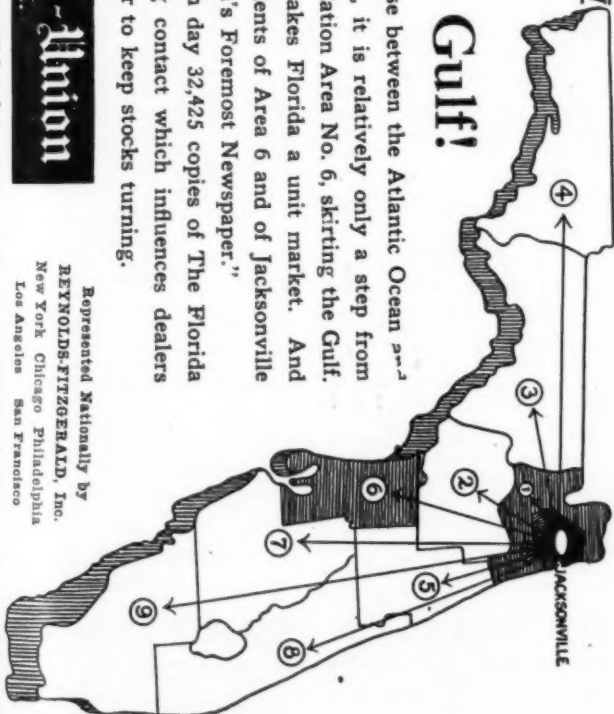 Gulf!
se between the Atlantic Ocean and
, it is relatively only a step from
ation Area No. 6, skirting the Gulf.
akes Florida a unit market. And
ents of Area 6 and of Jacksonville
's Foremost Newspaper."
n day 32,425 copies of The Florida
g contact which influences dealers
r to keep stocks turning.
-Union
Represented Nationally by
REYNOLDS-FITZGERALD, Inc.
New York Chicago Philadelphia
Los Angeles San Francisco
JACKSONVILLE
1
2
3
4
5
6
7
8
9